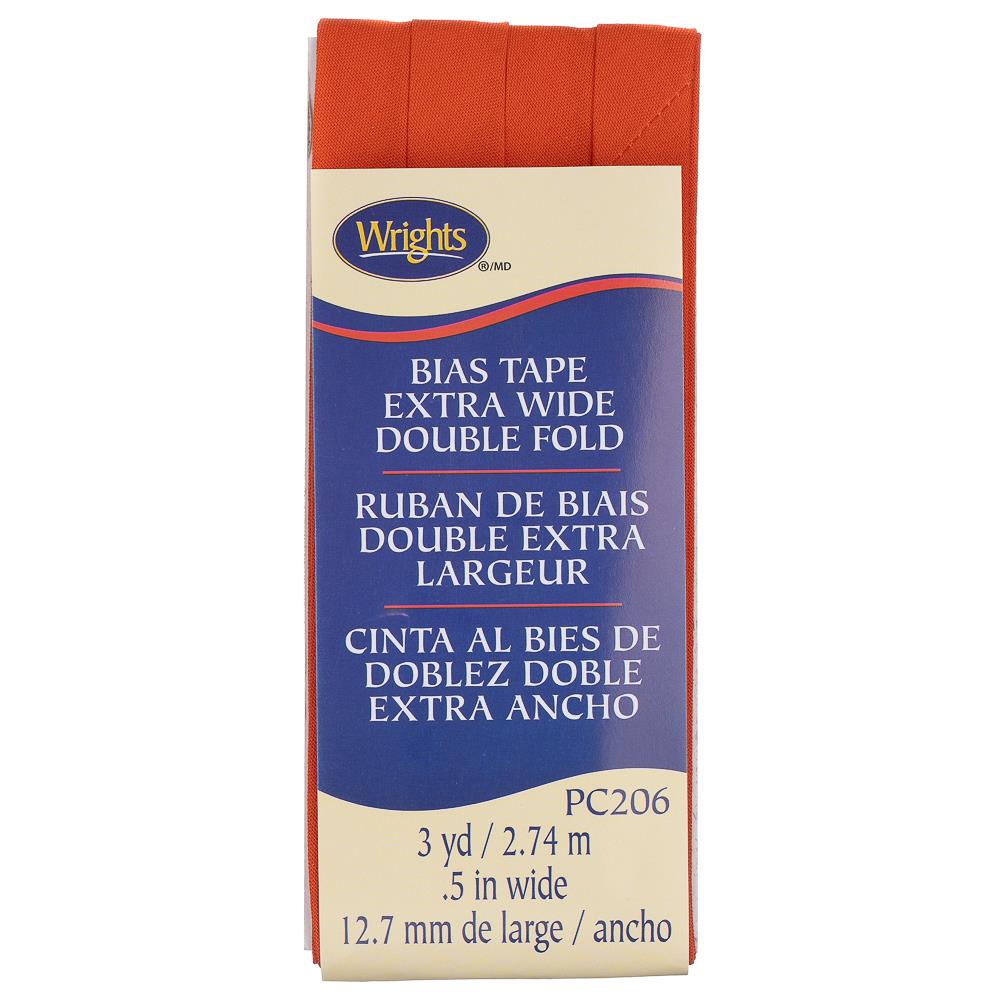 Wrights
®/MD
BIAS TAPE
EXTRA WIDE
DOUBLE FOLD
RUBAN DE BIAIS
DOUBLE EXTRA
LARGEUR
CINTA AL BIES DE
DOBLEZ DOBLE
EXTRA ANCHO
PC206
3 yd / 2.74 m
.5 in wide
12.7 mm de large / ancho